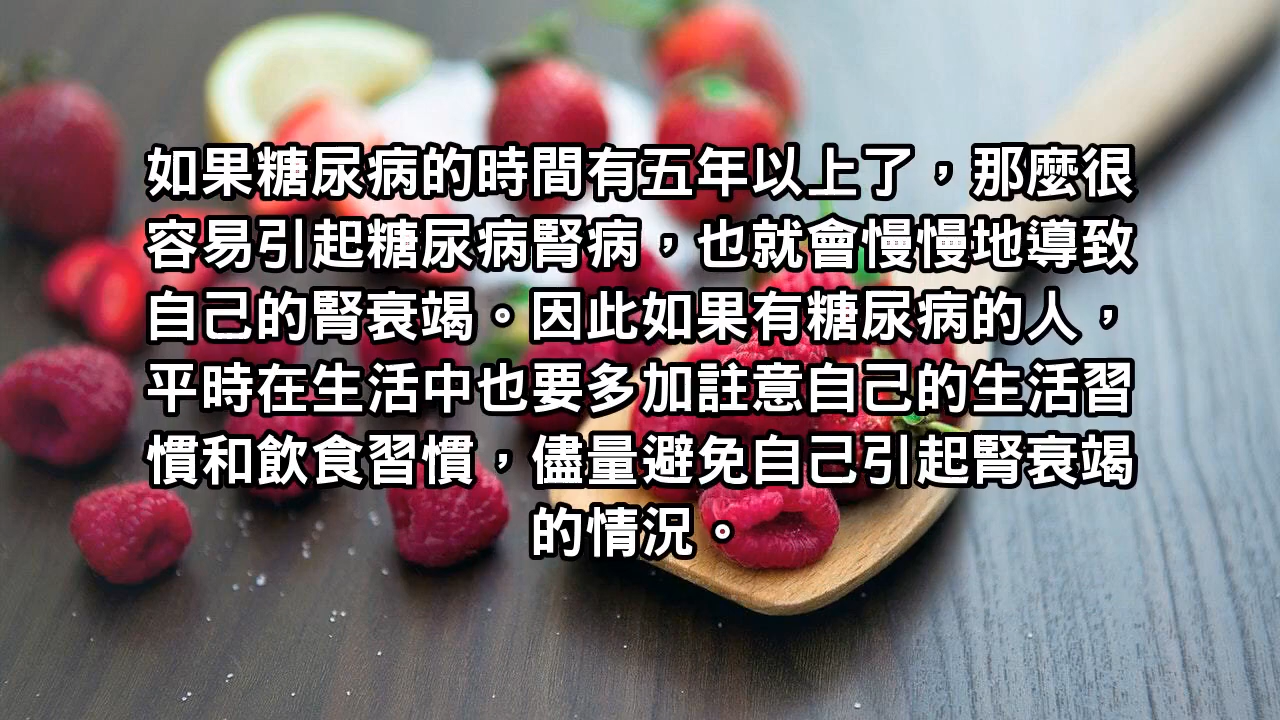 如果糖尿病的時間有五年以上了，那麼很
容易引起糖尿病腎病，也就會慢慢地導致
自己的腎衰竭。因此如果有糖尿病的人，
平時在生活中也要多加註意自己的生活習
慣和飲食習慣，儘量避免自己引起腎衰竭
的情況。